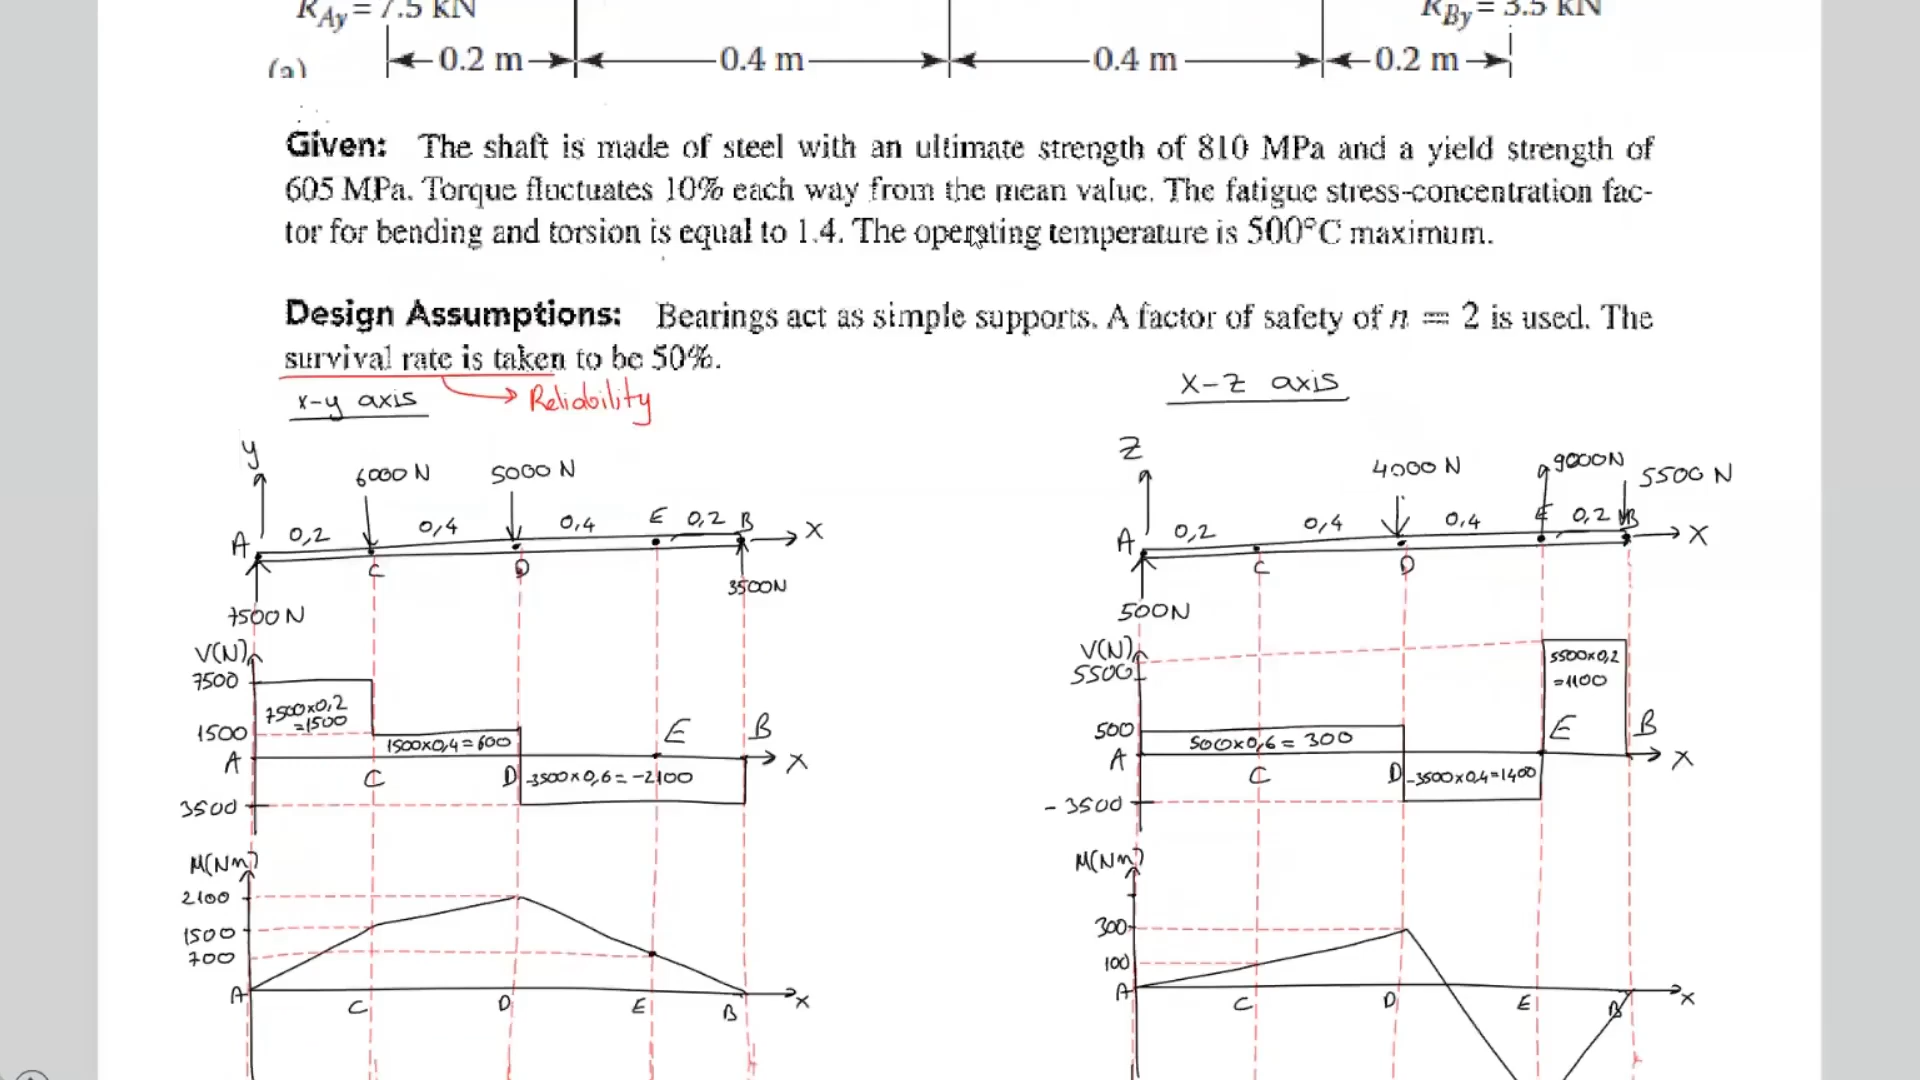 R_Ay = 7.5 kN
R_By = 3.5 kN
(a)
0.2 m
0.4 m
0.4 m
0.2 m
Given: The shaft is made of steel with an ultimate strength of 810 MPa and a yield strength of
605 MPa. Torque fluctuates 10% each way from the mean value. The fatigue stress-concentration fac-
tor for bending and torsion is equal to 1.4. The operating temperature is 500°C maximum.
Design Assumptions: Bearings act as simple supports. A factor of safety of n = 2 is used. The
survival rate is taken to be 50%.
x-y axis
Reliability
x-z axis
y
6000 N
5000 N
A
0,2
0,4
0,4
E
0,2
B
x
C
D
3500N
7500 N
V(N)
7500
7500x0,2
=1500
1500
1500x0,4=600
E
B
A
C
D
-3500x0,6=-2100
x
3500
M(Nm)
2100
1500
700
A
C
D
E
B
x
z
4000 N
9000N
5500 N
A
0,2
0,4
0,4
E
0,2
B
x
C
D
500N
V(N)
5500
5500x0,2
=1100
500
500x0,6= 300
E
B
A
C
D
-3500x0,4=1400
x
-3500
M(Nm)
300
100
A
C
D
E
B
x